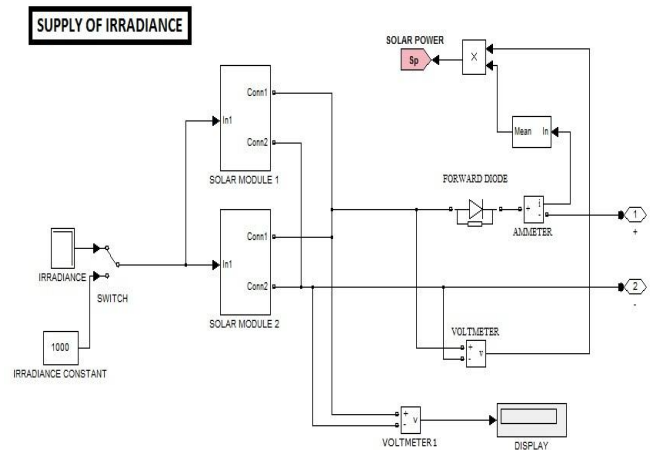 SUPPLY OF IRRADIANCE
SOLAR POWER
Sp
X
Conn1
In1
Conn2
SOLAR MODULE 1
Mean In
FORWARD DIODE
+ i
-
AMMETER
1
+
Conn1
In1
Conn2
SOLAR MODULE 2
IRRADIANCE
SWITCH
2
-
VOLTMETER
+
- v
1000
IRRADIANCE CONSTANT
+
- v
VOLTMETER1
DISPLAY